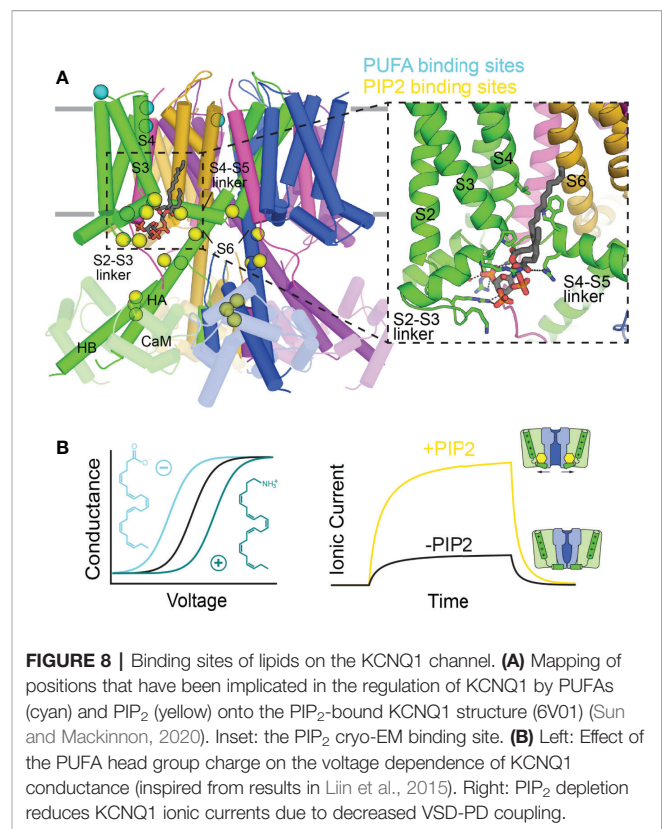 A
PUFA binding sites
PIP2 binding sites
S4
S3
S4-S5
linker
S2-S3
linker
S6
HA
HB
CaM
S4
S3
S2
S6
S4-S5
linker
S2-S3
linker
B
Conductance
Voltage
O
O
−
NH₃⁺
+
Ionic Current
Time
+PIP2
-PIP2
FIGURE 8 | Binding sites of lipids on the KCNQ1 channel. (A) Mapping of
positions that have been implicated in the regulation of KCNQ1 by PUFAs
(cyan) and PIP₂ (yellow) onto the PIP₂-bound KCNQ1 structure (6V01) (Sun
and Mackinnon, 2020). Inset: the PIP₂ cryo-EM binding site. (B) Left: Effect of
the PUFA head group charge on the voltage dependence of KCNQ1
conductance (inspired from results in Liin et al., 2015). Right: PIP₂ depletion
reduces KCNQ1 ionic currents due to decreased VSD-PD coupling.